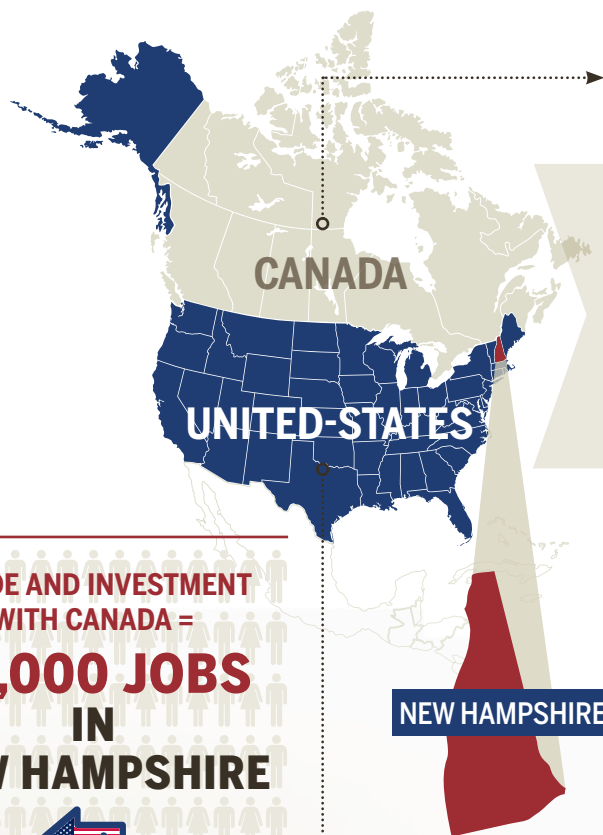 CANADA
UNITED-STATES
DE AND INVESTMENT
WITH CANADA =
,000 JOBS
IN
HAMPSHIRE
NEW HAMPSHIRE